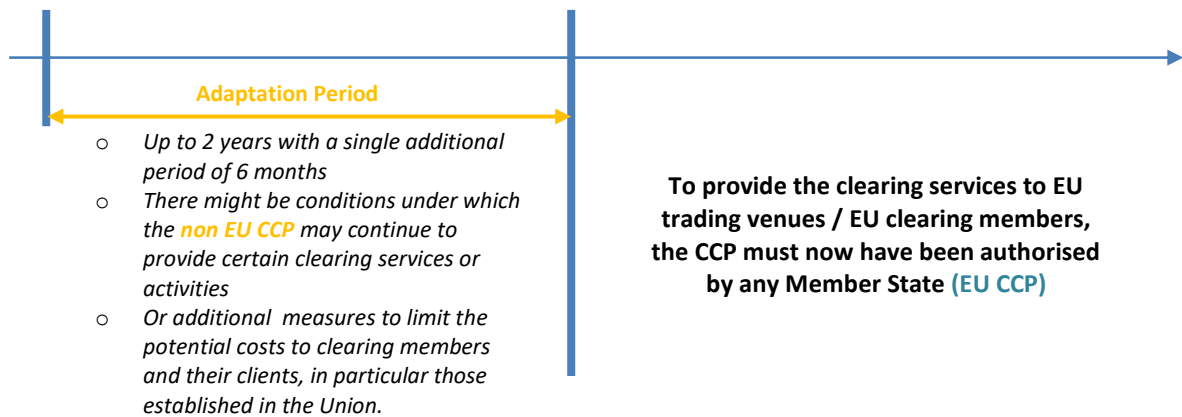 Adaptation Period
o Up to 2 years with a single additional
period of 6 months
o There might be conditions under which
the non EU CCP may continue to
provide certain clearing services or
activities
o Or additional  measures to limit the
potential costs to clearing members
and their clients, in particular those
established in the Union.
To provide the clearing services to EU
trading venues / EU clearing members,
the CCP must now have been authorised
by any Member State (EU CCP)